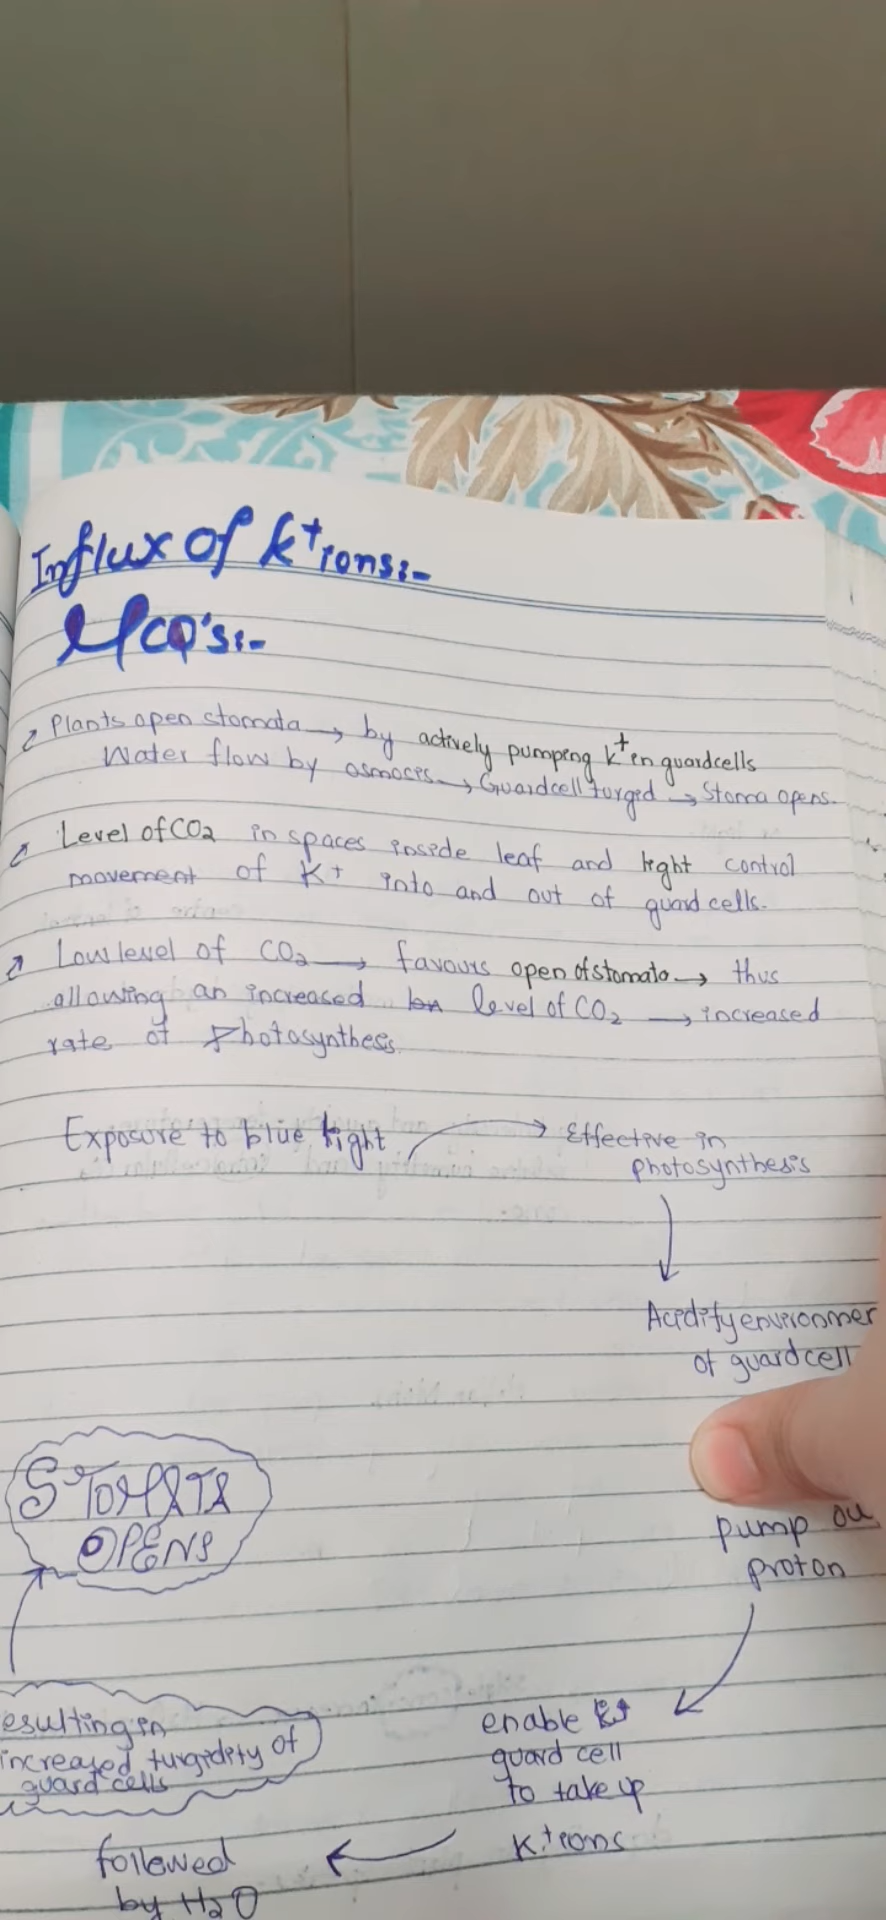 Influx of K+ ions:-
MCQ's:-
Plants open stomata → by actively pumping K+ in guardcells
Water flow by osmoces → Guardcell turged → Stoma opens.
Level of CO2 in spaces inside leaf and light control
movement of K+ into and out of guard cells.
Low level of CO2 → favours open of stomata → thus
allowing an increased level of CO2 → increased
rate of Photosynthesis.
Exposure to blue light → Effective in
photosynthesis
Acidify environmen
of guard cell
pump ou
proton
enable
guard cell
to take up
K+ ions
followed
by H2O
esulting in
increased turgidity of
guard cells
STOMATA
OPENS